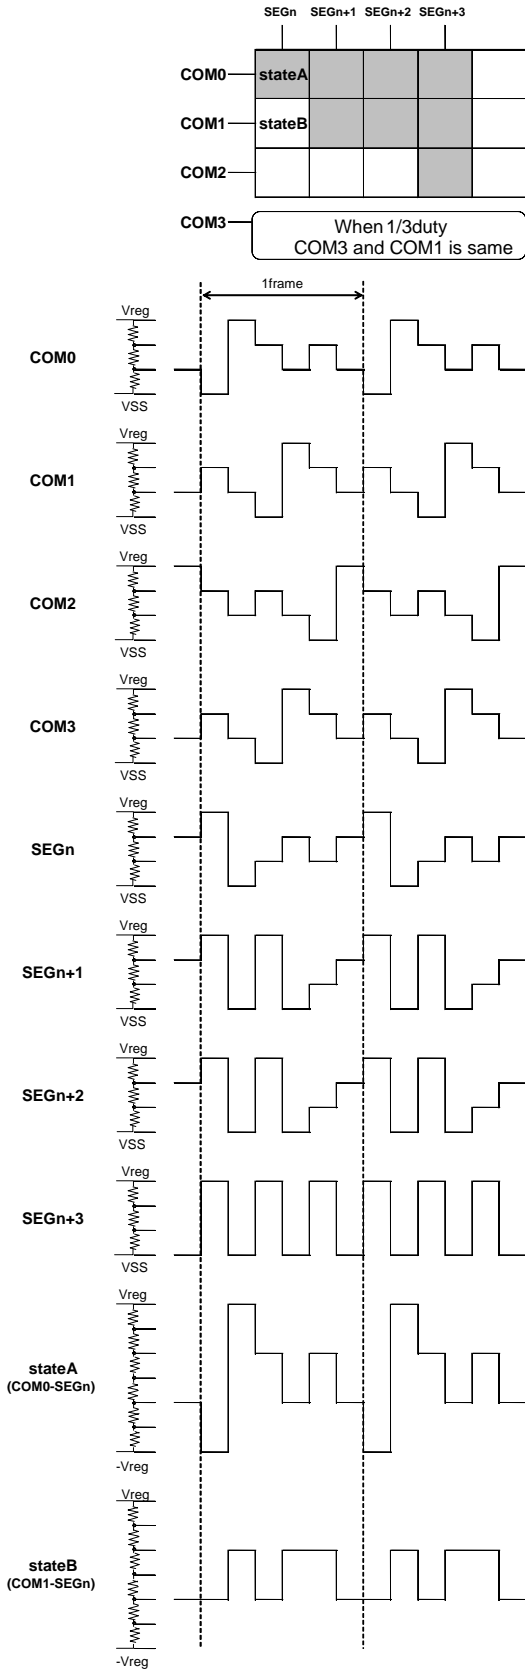 SEGn SEGn+1 SEGn+2 SEGn+3
COM0 stateA
COM1 stateB
COM2
COM3 When 1/3duty
COM3 and COM1 is same
1frame
Vreg
COM0
VSS
Vreg
COM1
VSS
Vreg
COM2
VSS
Vreg
COM3
VSS
Vreg
SEGn
VSS
Vreg
SEGn+1
VSS
Vreg
SEGn+2
VSS
Vreg
SEGn+3
VSS
Vreg
stateA
(COM0-SEGn)
-Vreg
Vreg
stateB
(COM1-SEGn)
-Vreg